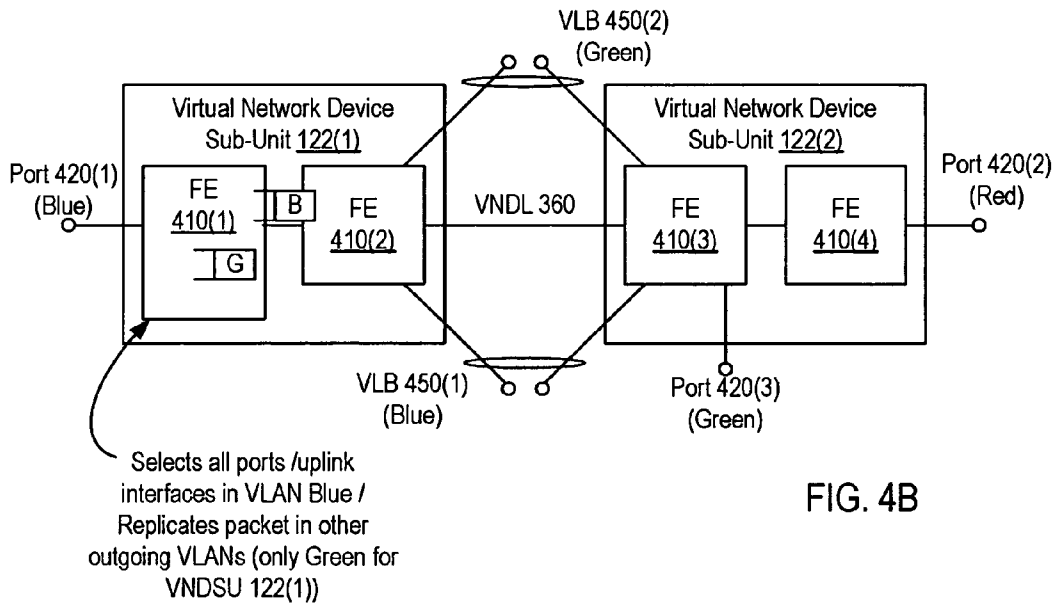 VLB 450(2)
(Green)
Virtual Network Device
Sub-Unit 122(1)
Virtual Network Device
Sub-Unit 122(2)
Port 420(1)
(Blue)
FE
410(1)
B
G
FE
410(2)
VNDL 360
FE
410(3)
FE
410(4)
Port 420(2)
(Red)
VLB 450(1)
(Blue)
Port 420(3)
(Green)
Selects all ports /uplink
interfaces in VLAN Blue /
Replicates packet in other
outgoing VLANs (only Green for
VNDSU 122(1))
FIG. 4B